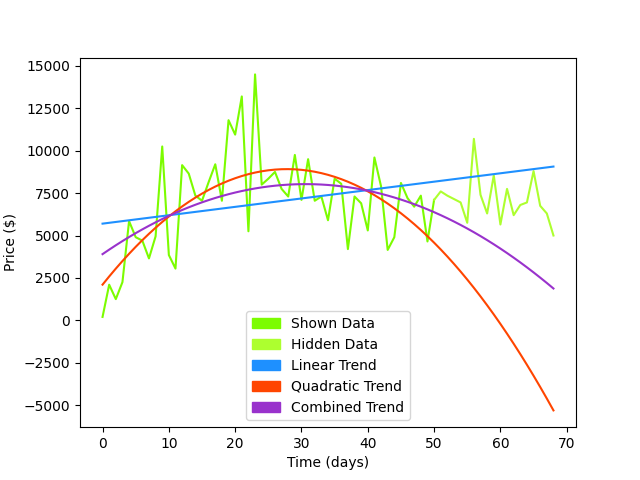 15000
12500
10000
7500
5000
2500
0
−2500
−5000
Price ($)
Shown Data
Hidden Data
Linear Trend
Quadratic Trend
Combined Trend
0 10 20 30 40 50 60 70
Time (days)